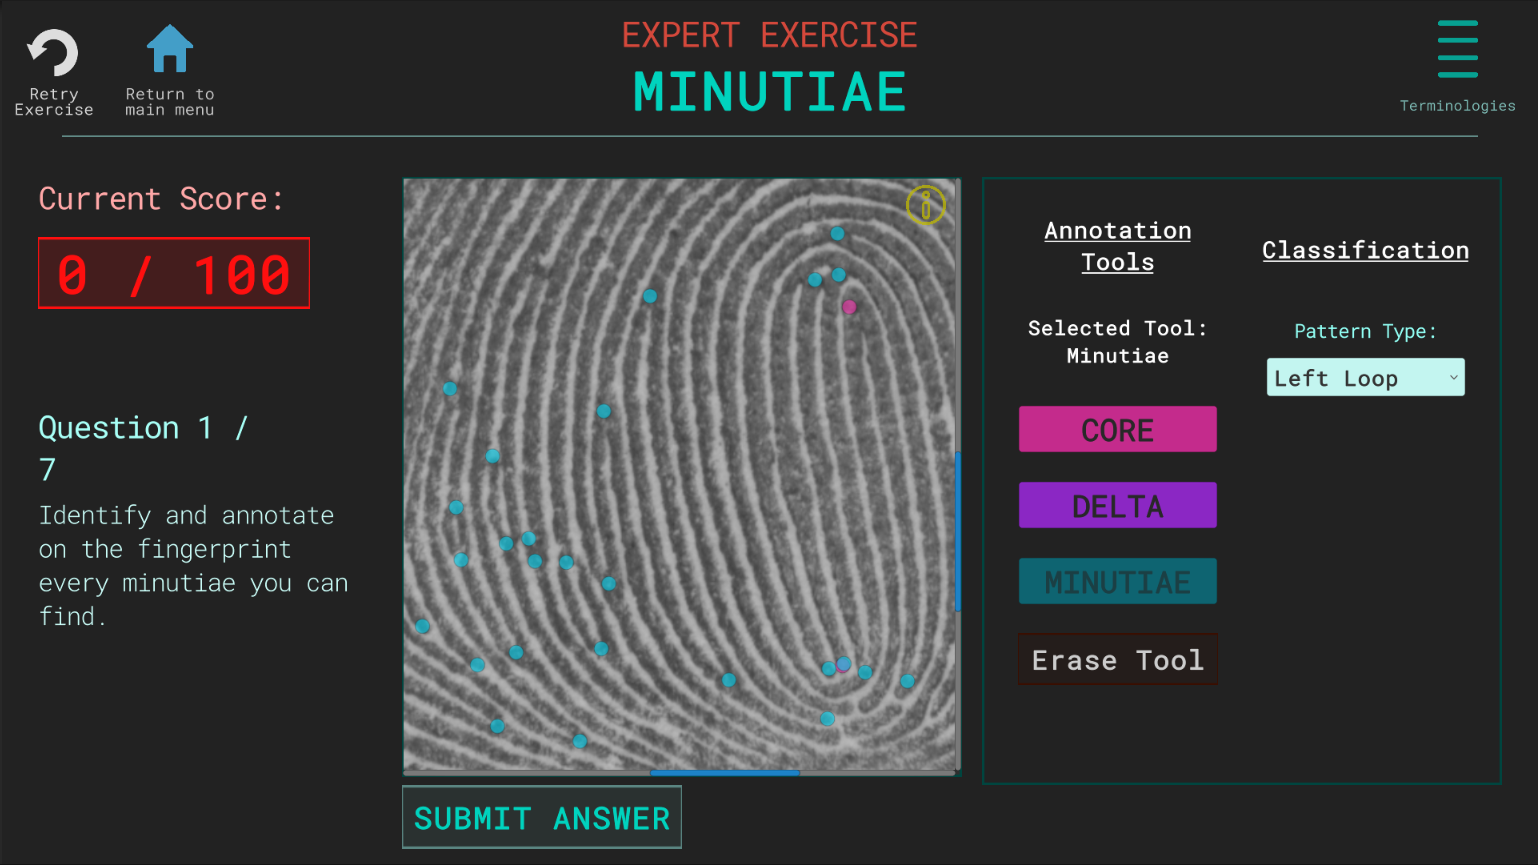 Retry
Exercise
Return to
main menu
EXPERT EXERCISE
MINUTIAE
Terminologies
Current Score:
0 / 100
Question 1 /
7
Identify and annotate
on the fingerprint
every minutiae you can
find.
SUBMIT ANSWER
Annotation
Tools
Selected Tool:
Minutiae
CORE
DELTA
MINUTIAE
Erase Tool
Classification
Pattern Type:
Left Loop